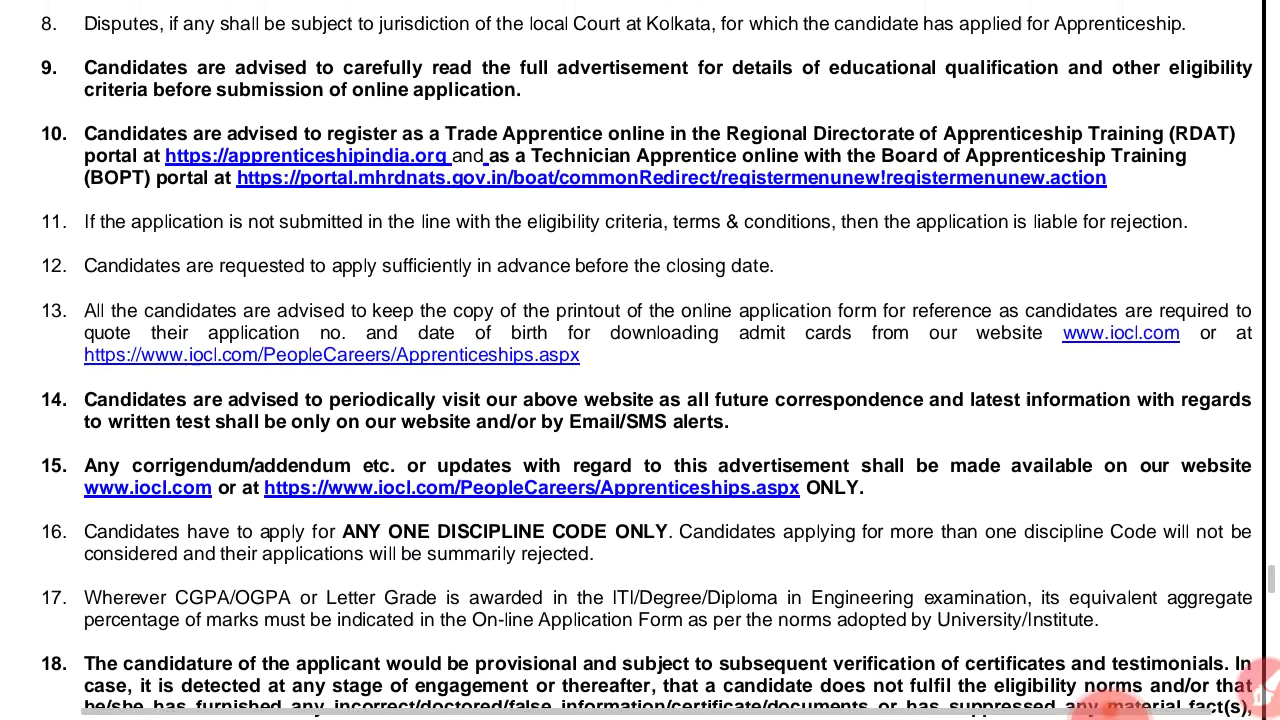 8. Disputes, if any shall be subject to jurisdiction of the local Court at Kolkata, for which the candidate has applied for Apprenticeship.
9. Candidates are advised to carefully read the full advertisement for details of educational qualification and other eligibility
criteria before submission of online application.
10. Candidates are advised to register as a Trade Apprentice online in the Regional Directorate of Apprenticeship Training (RDAT)
portal at https://apprenticeshipindia.org and as a Technician Apprentice online with the Board of Apprenticeship Training
(BOPT) portal at https://portal.mhrdnats.gov.in/boat/commonRedirect/registermenunew!registermenunew.action
11. If the application is not submitted in the line with the eligibility criteria, terms & conditions, then the application is liable for rejection.
12. Candidates are requested to apply sufficiently in advance before the closing date.
13. All the candidates are advised to keep the copy of the printout of the online application form for reference as candidates are required to
quote their application no. and date of birth for downloading admit cards from our website www.iocl.com or at
https://www.iocl.com/PeopleCareers/Apprenticeships.aspx
14. Candidates are advised to periodically visit our above website as all future correspondence and latest information with regards
to written test shall be only on our website and/or by Email/SMS alerts.
15. Any corrigendum/addendum etc. or updates with regard to this advertisement shall be made available on our website
www.iocl.com or at https://www.iocl.com/PeopleCareers/Apprenticeships.aspx ONLY.
16. Candidates have to apply for ANY ONE DISCIPLINE CODE ONLY. Candidates applying for more than one discipline Code will not be
considered and their applications will be summarily rejected.
17. Wherever CGPA/OGPA or Letter Grade is awarded in the ITI/Degree/Diploma in Engineering examination, its equivalent aggregate
percentage of marks must be indicated in the On-line Application Form as per the norms adopted by University/Institute.
18. The candidature of the applicant would be provisional and subject to subsequent verification of certificates and testimonials. In
case, it is detected at any stage of engagement or thereafter, that a candidate does not fulfil the eligibility norms and/or that
he/she has furnished any incorrect/doctored/false information/certificate/documents or has suppressed any material fact(s),